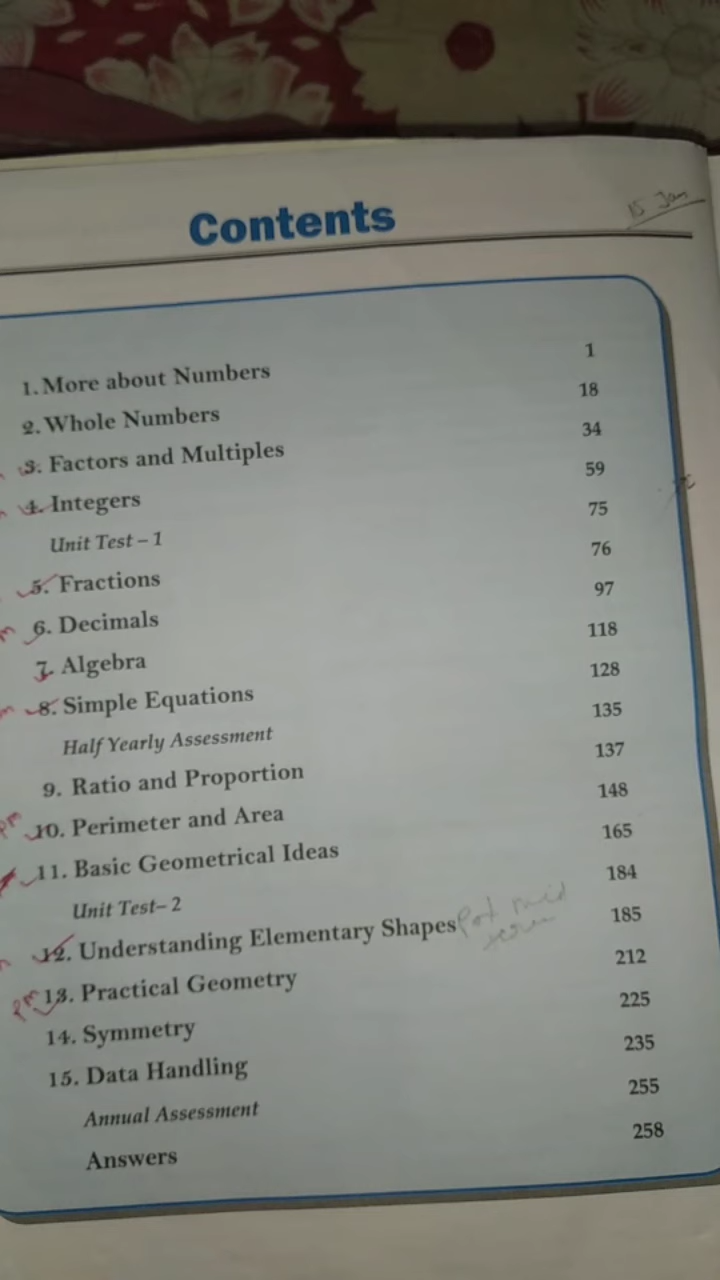 15 Jan
Contents
1. More about Numbers 1
2. Whole Numbers 18
3. Factors and Multiples 34
4. Integers 59
Unit Test – 1 75
5. Fractions 76
6. Decimals 97
7. Algebra 118
8. Simple Equations 128
Half Yearly Assessment 135
9. Ratio and Proportion 137
10. Perimeter and Area 148
11. Basic Geometrical Ideas 165
Unit Test– 2 184
12. Understanding Elementary Shapes 185
13. Practical Geometry 212
14. Symmetry 225
15. Data Handling 235
Annual Assessment 255
Answers 258